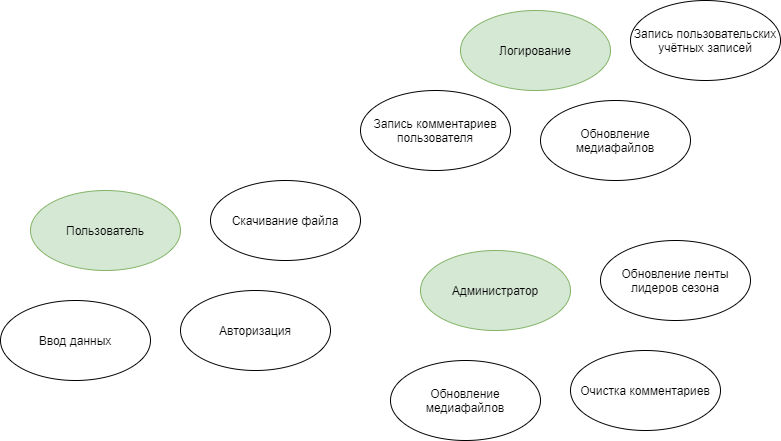 Логирование
Запись пользовательских
учётных записей
Запись комментариев
пользователя
Обновление
медиафайлов
Пользователь
Скачивание файла
Администратор
Обновление ленты
лидеров сезона
Ввод данных
Авторизация
Обновление
медиафайлов
Очистка комментариев